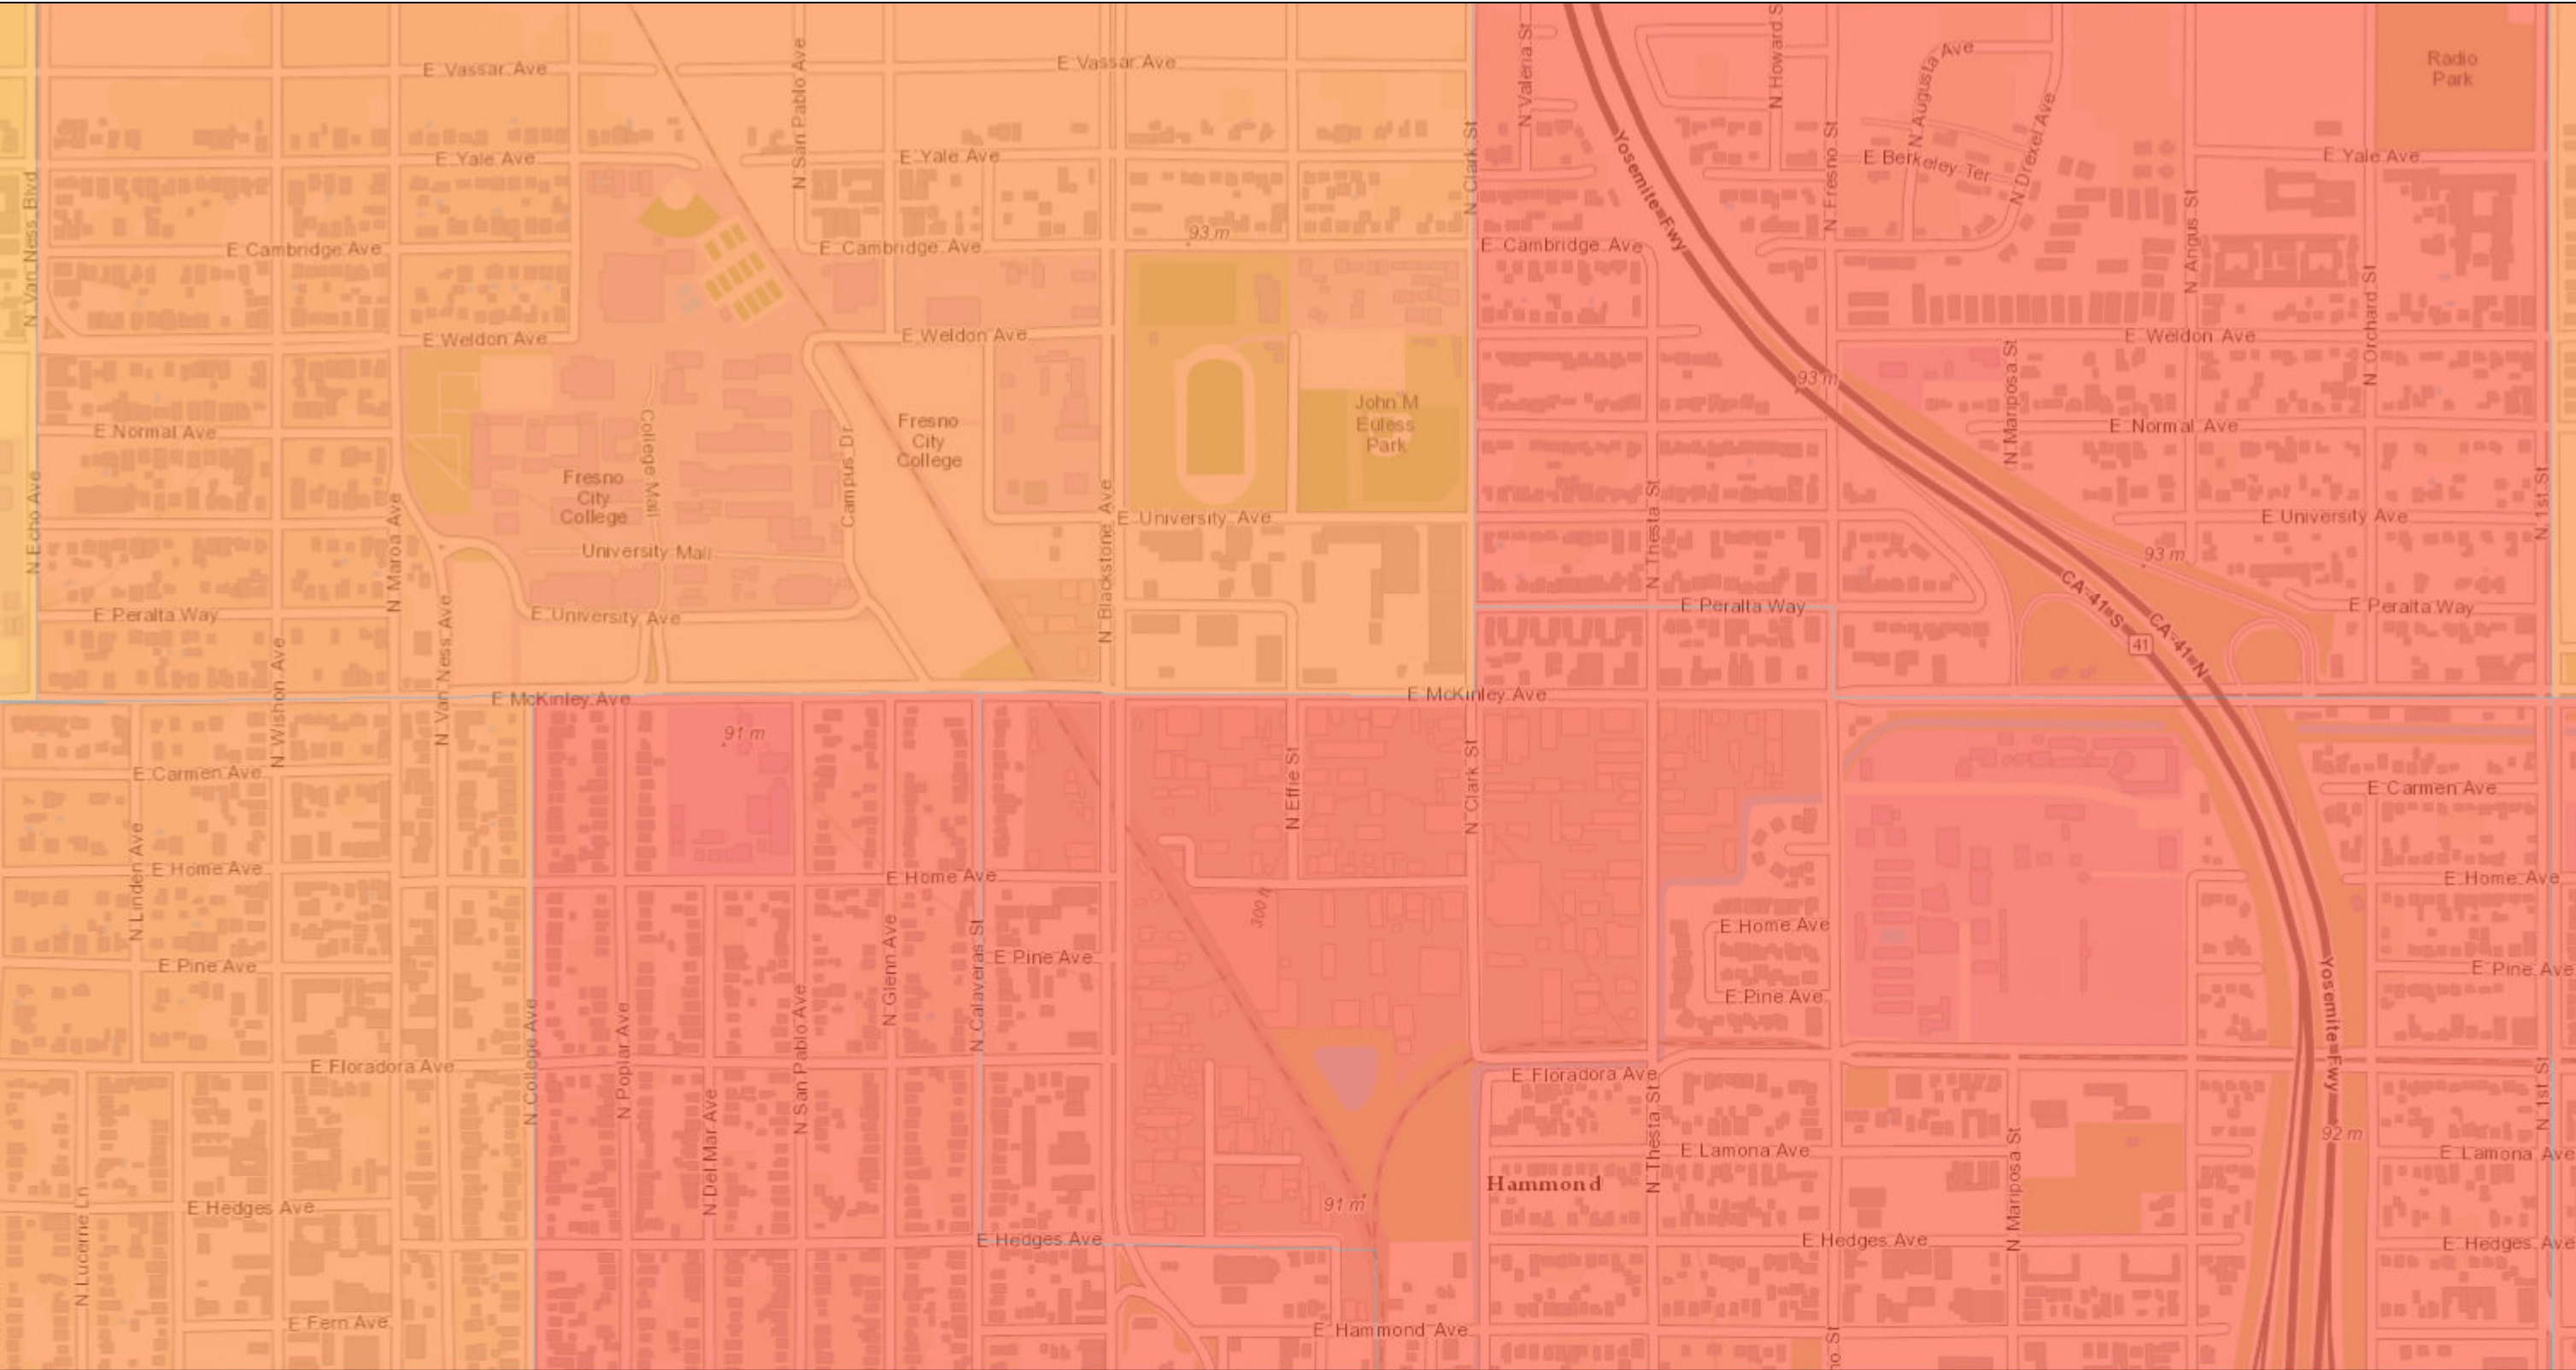 E Vassar Ave
E Vassar Ave
N San Pablo Ave
N Valeria St
N Howard S
N Augusta Ave
Radio
Park
N Clark St
Yosemite Fwy
N Fresno St
N Drexel Ave
E Berkeley Ter
E Yale Ave
E Yale Ave
E Yale Ave
N Van Ness Blvd
E Cambridge Ave
E Cambridge Ave
93 m
E Cambridge Ave
N Angus St
N Orchard St
E Weldon Ave
E Weldon Ave
E Weldon Ave
N Mariposa St
93 m
John M
Euless
Park
Fresno
City
College
E Normal Ave
E Normal Ave
College Mall
Campus Dr
Fresno
City
College
N Echo Ave
N Maroa Ave
N Blackstone Ave
N Thesta St
N 1st St
E University Ave
E University Ave
University Mall
93 m
CA-41 S
CA-41 N
41
E Peralta Way
E University Ave
E Peralta Way
E Peralta Way
N Wishon Ave
N Van Ness Ave
E McKinley Ave
E McKinley Ave
91 m
E Carmen Ave
N Effie St
N Clark St
E Carmen Ave
N Linden Ave
E Home Ave
E Home Ave
E Home Ave
300 ft
E Home Ave
N Glenn Ave
N Calaveras St
E Pine Ave
E Pine Ave
E Pine Ave
E Pine Ave
Yosemite Fwy
N College Ave
N Poplar Ave
N San Pablo Ave
E Floradora Ave
E Floradora Ave
N Del Mar Ave
N Thesta St
N 1st St
92 m
E Lamona Ave
E Lamona Ave
N Mariposa St
Hammond
91 m
N Lucerne Ln
E Hedges Ave
E Hedges Ave
E Hedges Ave
E Hedges Ave
E Fern Ave
E Hammond Ave
no St